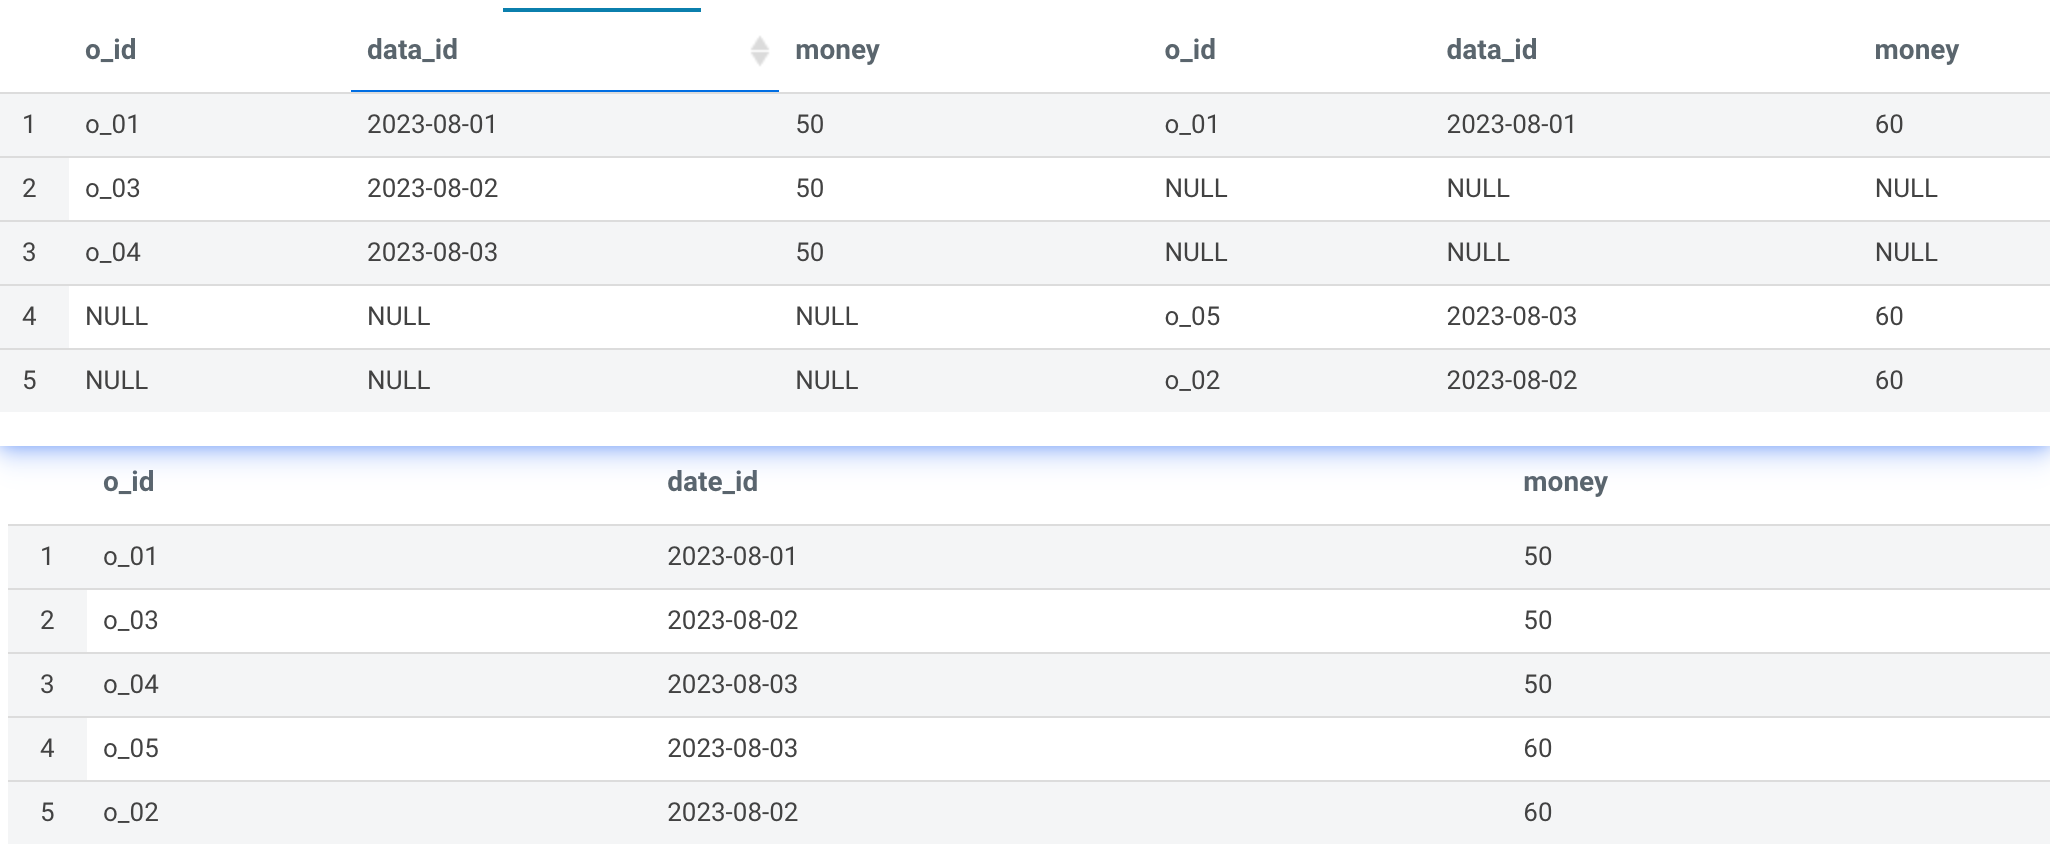 o_id data_id money o_id data_id money
1 o_01 2023-08-01 50 o_01 2023-08-01 60
2 o_03 2023-08-02 50 NULL NULL NULL
3 o_04 2023-08-03 50 NULL NULL NULL
4 NULL NULL NULL o_05 2023-08-03 60
5 NULL NULL NULL o_02 2023-08-02 60
o_id date_id money
1 o_01 2023-08-01 50
2 o_03 2023-08-02 50
3 o_04 2023-08-03 50
4 o_05 2023-08-03 60
5 o_02 2023-08-02 60